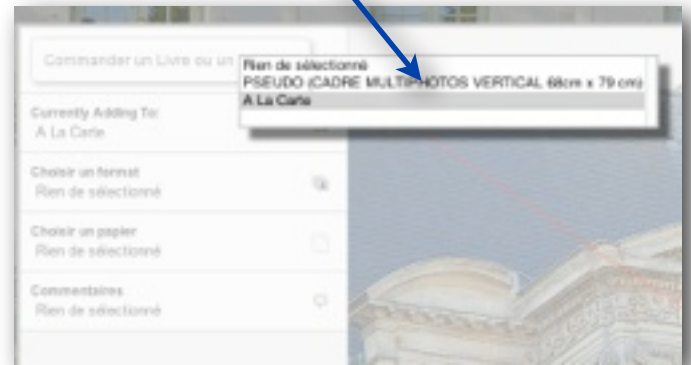 Commander un Livre ou un
Rien de sélectionné
PSEUDO (CADRE MULTIPHOTOS VERTICAL 68cm x 79 cm)
A La Carte
Currently Adding To:
A La Carte
Choisir un format
Rien de sélectionné
Choisir un papier
Rien de sélectionné
Commentaires
Rien de sélectionné